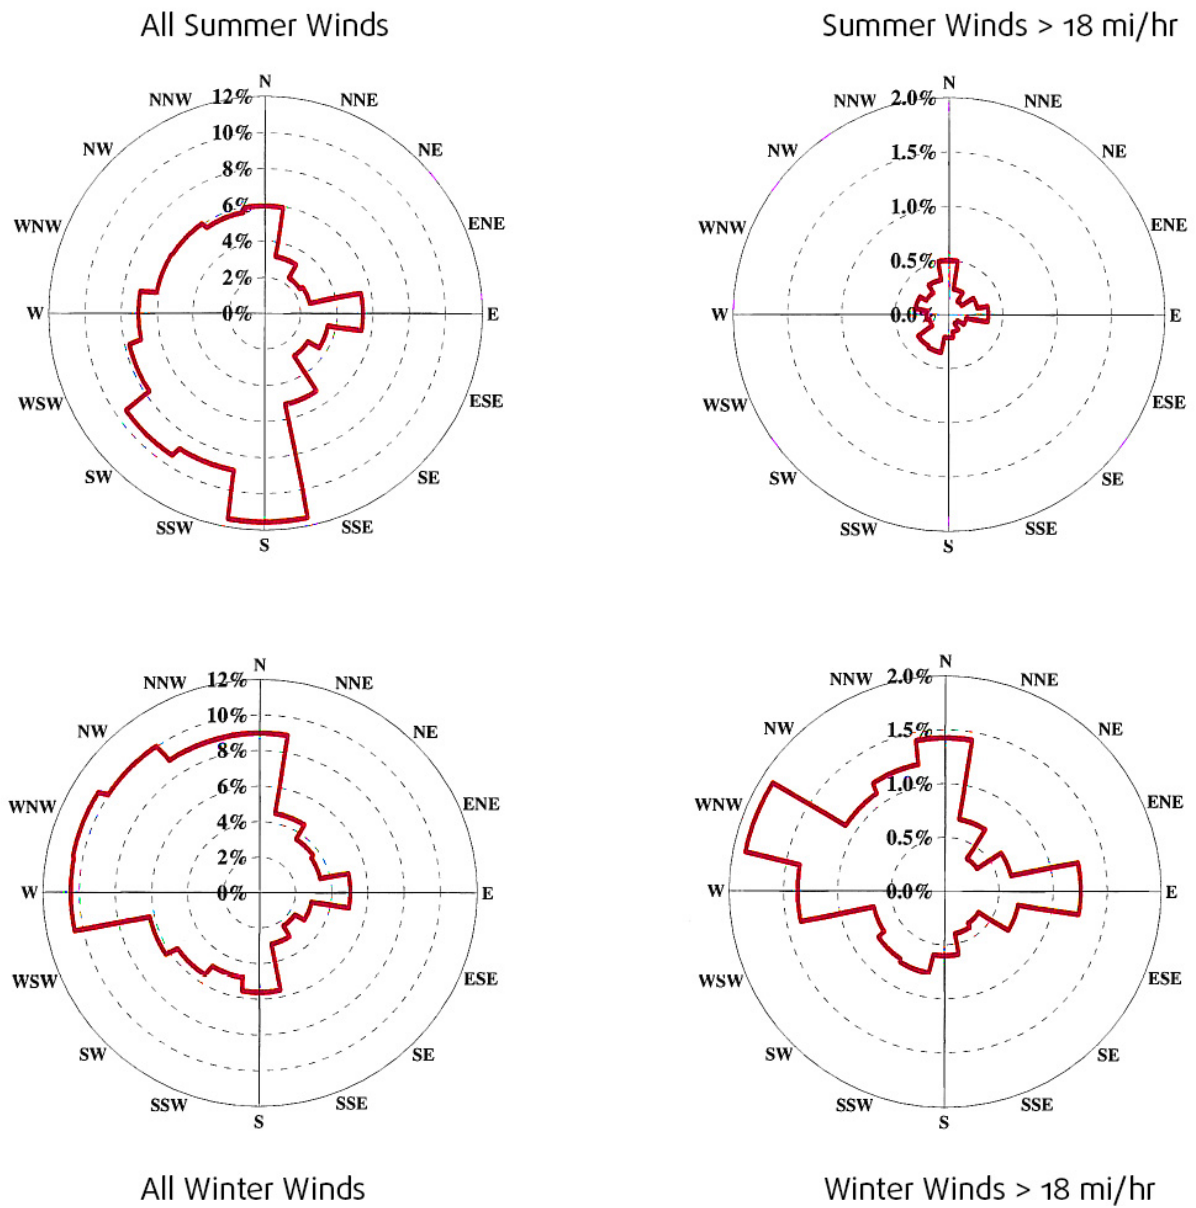 All Summer Winds
Summer Winds > 18 mi/hr
N
NNW 12% NNE
10%
NW NE
8%
WNW 6% ENE
4%
2%
W 0% E
WSW ESE
SW SE
SSW SSE
S
N
NNW 2.0% NNE
NW 1.5% NE
1.0%
WNW ENE
0.5%
W 0.0% E
WSW ESE
SW SE
SSW SSE
S
N
NNW 12% NNE
10%
NW NE
8%
6%
WNW ENE
4%
2%
W 0% E
WSW ESE
SW SE
SSW SSE
S
N
NNW 2.0% NNE
NW 1.5% NE
1.0%
WNW ENE
0.5%
W 0.0% E
WSW ESE
SW SE
SSW SSE
S
All Winter Winds
Winter Winds > 18 mi/hr